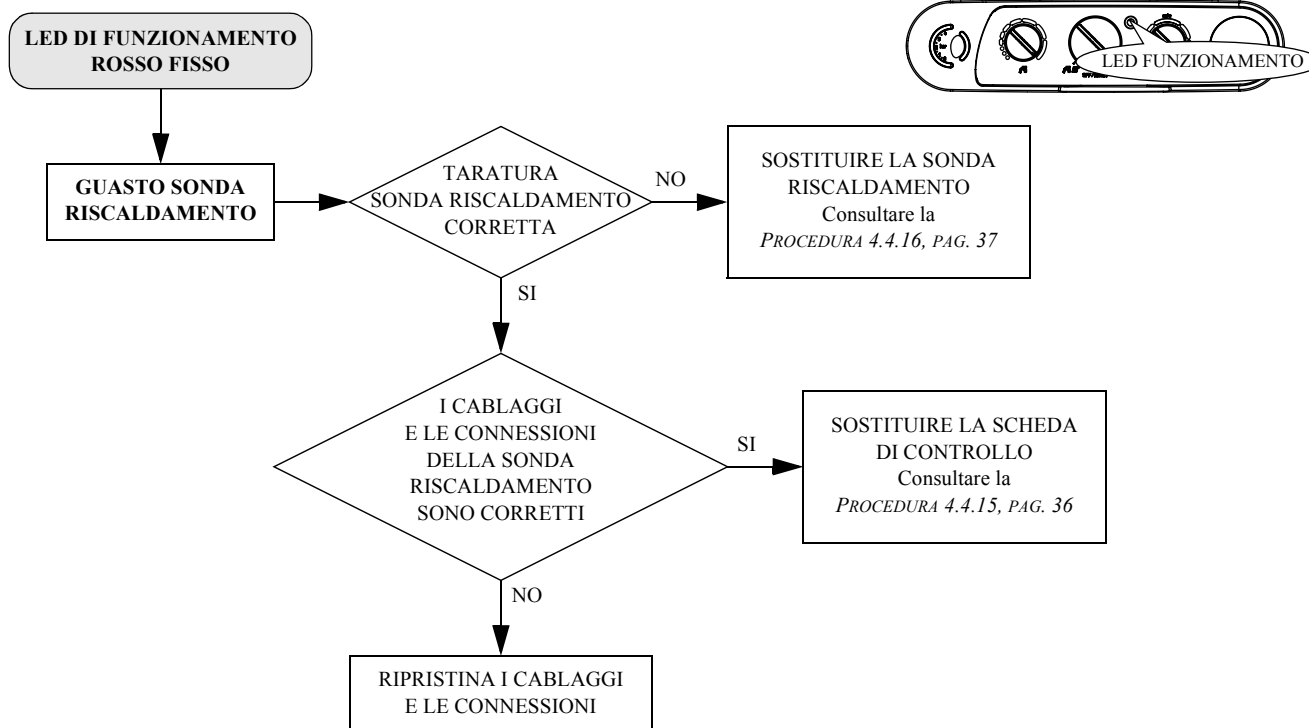 LED DI FUNZIONAMENTO
ROSSO FISSO
LED FUNZIONAMENTO
GUASTO SONDA
RISCALDAMENTO
TARATURA
SONDA RISCALDAMENTO
CORRETTA
NO
SOSTITUIRE LA SONDA
RISCALDAMENTO
Consultare la
PROCEDURA 4.4.16, PAG. 37
SI
I CABLAGGI
E LE CONNESSIONI
DELLA SONDA
RISCALDAMENTO
SONO CORRETTI
SI
SOSTITUIRE LA SCHEDA
DI CONTROLLO
Consultare la
PROCEDURA 4.4.15, PAG. 36
NO
RIPRISTINA I CABLAGGI
E LE CONNESSIONI